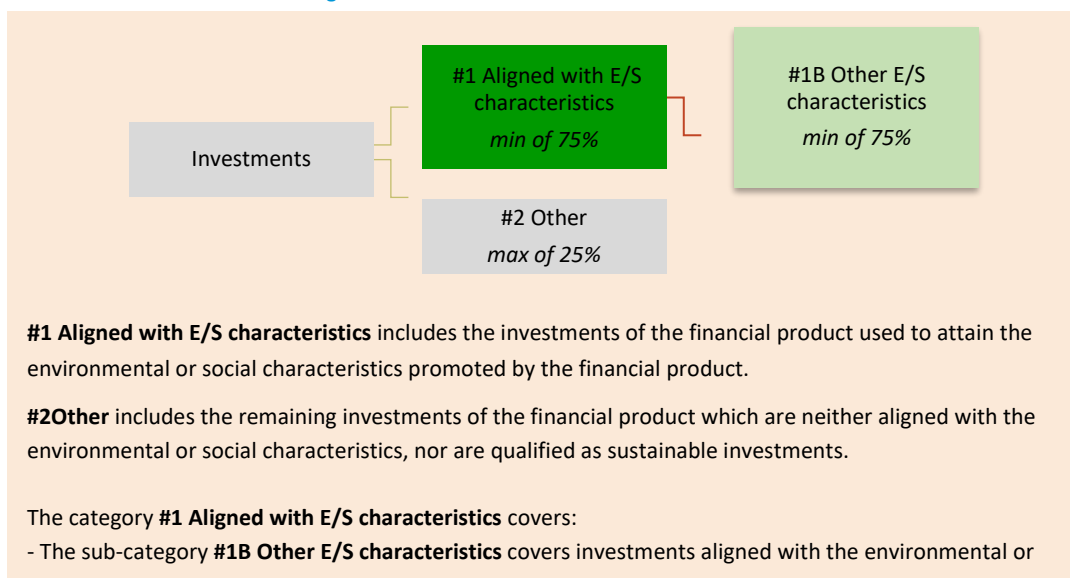 Investments
#1 Aligned with E/S
characteristics
min of 75%
#1B Other E/S
characteristics
min of 75%
#2 Other
max of 25%
#1 Aligned with E/S characteristics includes the investments of the financial product used to attain the
environmental or social characteristics promoted by the financial product.
#2Other includes the remaining investments of the financial product which are neither aligned with the
environmental or social characteristics, nor are qualified as sustainable investments.
The category #1 Aligned with E/S characteristics covers:
- The sub-category #1B Other E/S characteristics covers investments aligned with the environmental or